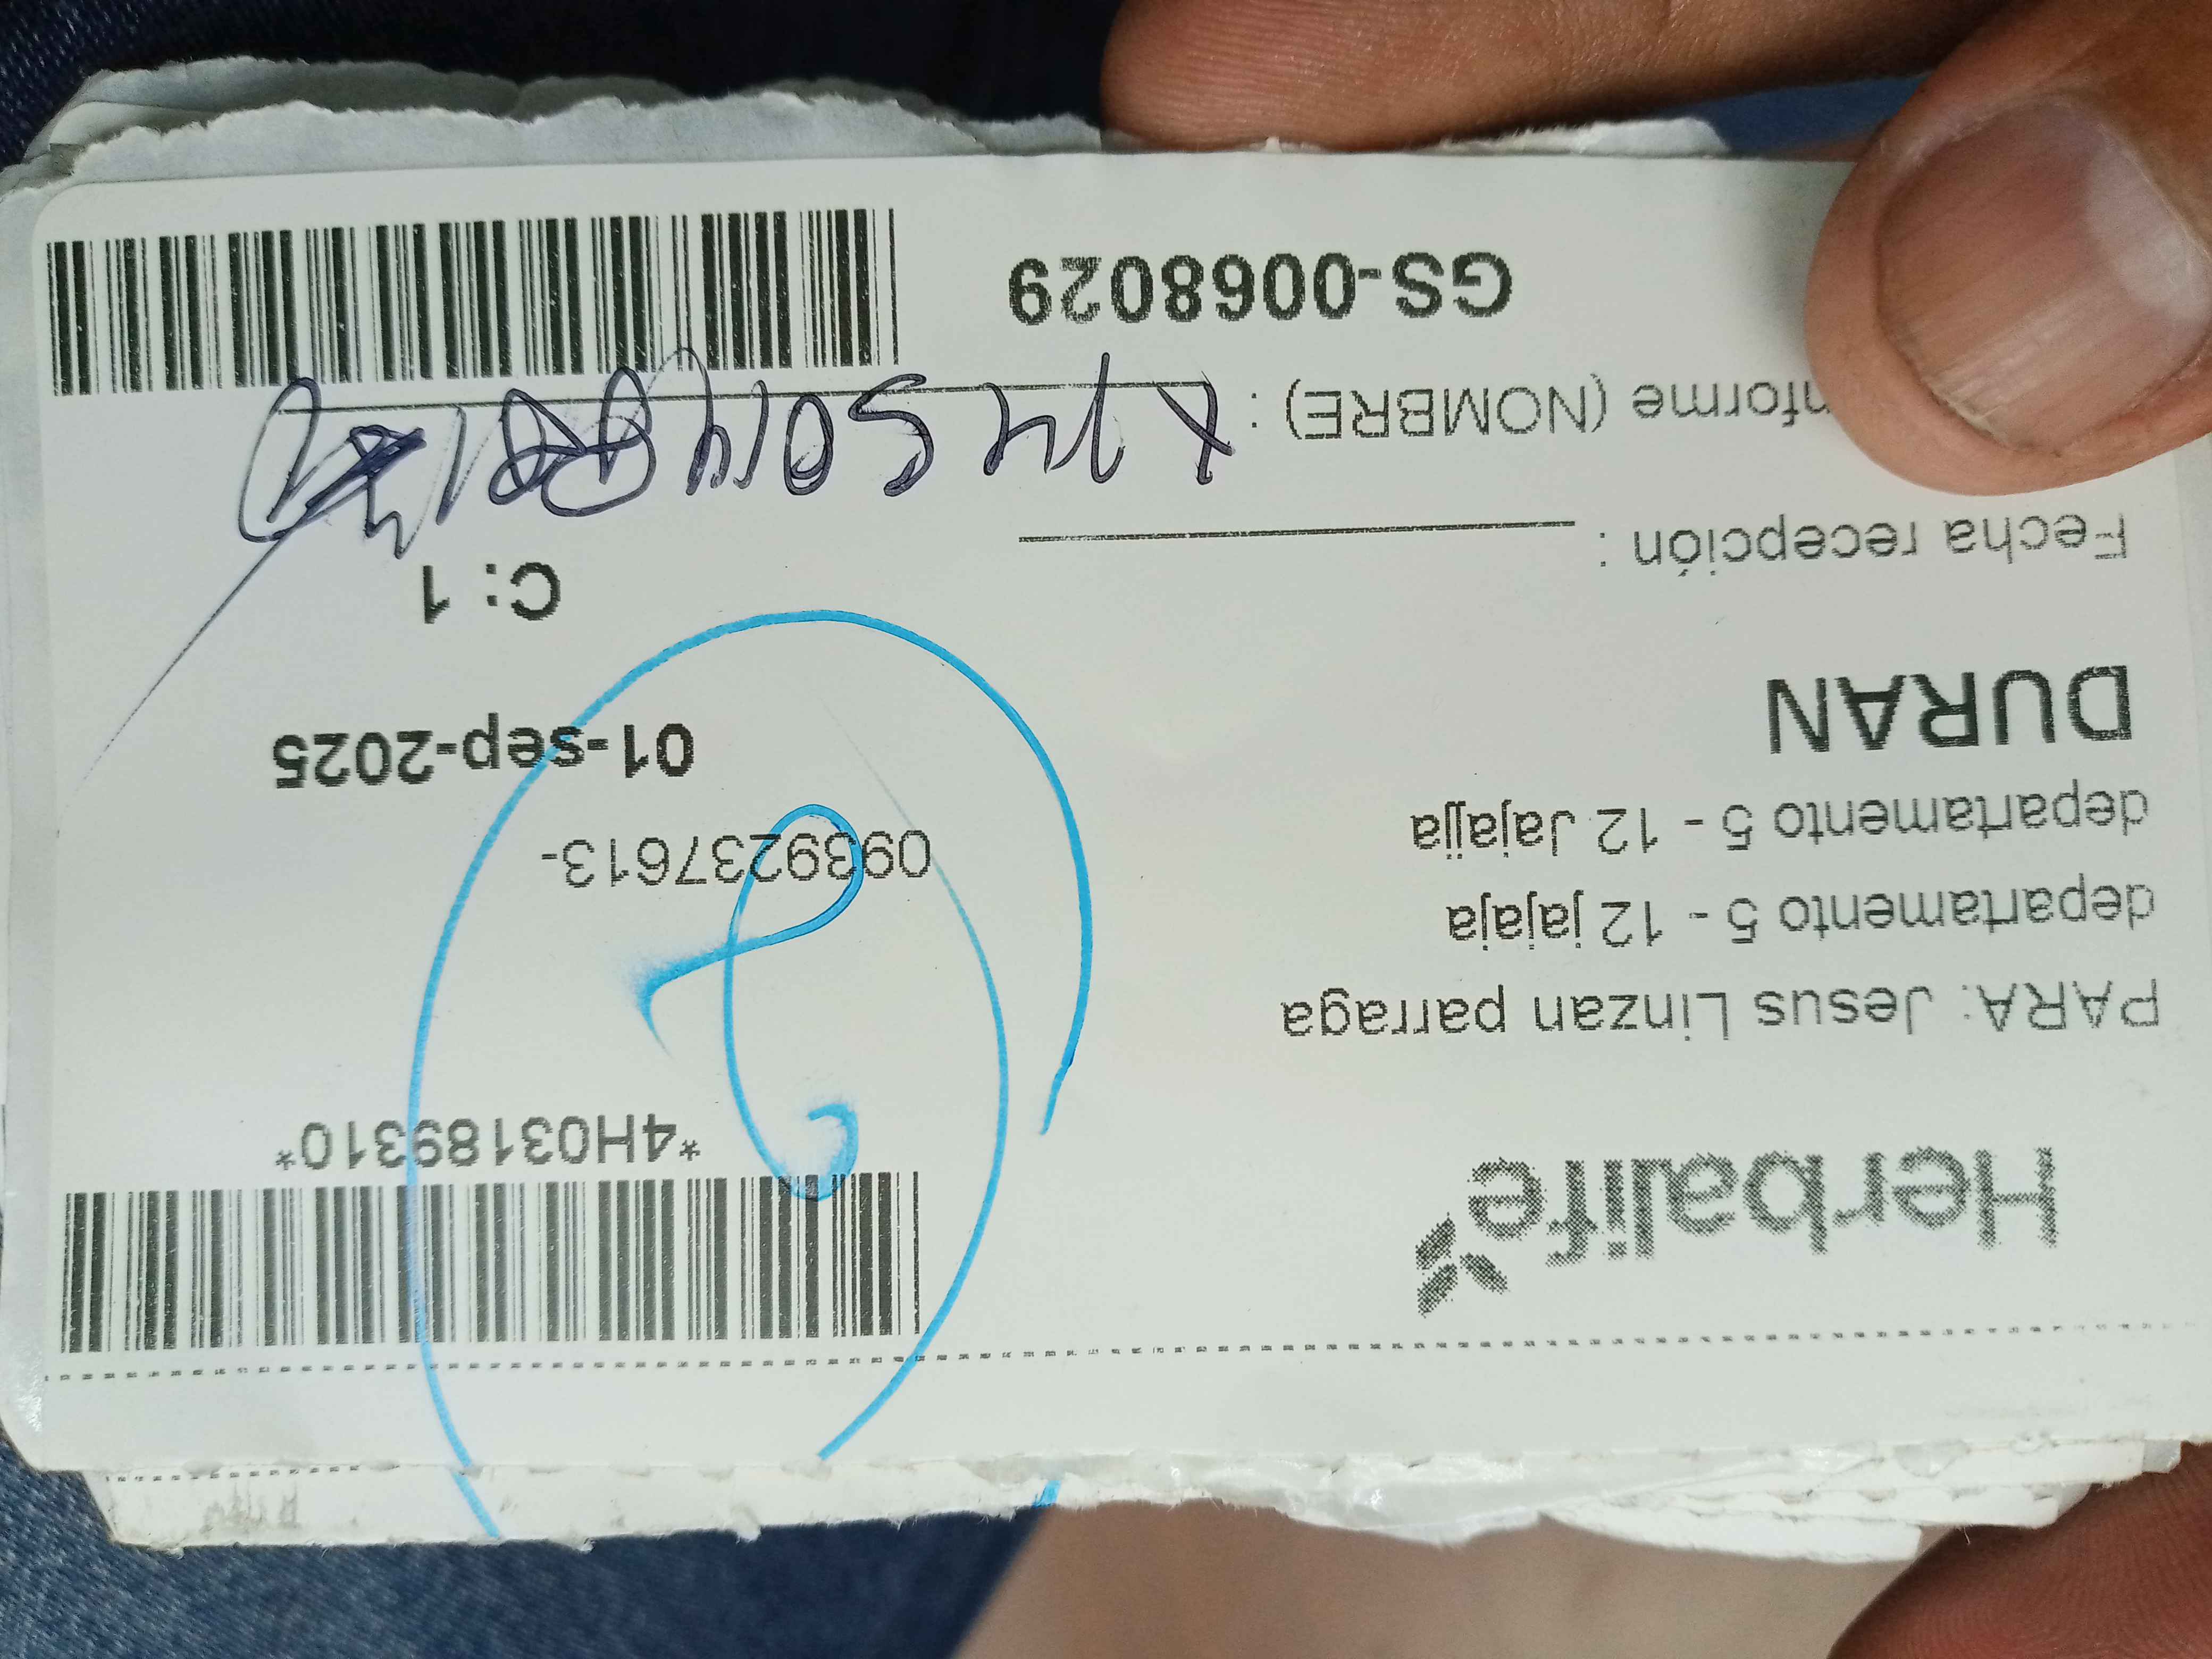 Herbalife
*4H03189310*
PARA: Jesus Linzan parraga
departamento 5 - 12 jajaja
09392237613-
departamento 5 - 12 Jajajja
DURAN
01-sep-2025
C: 1
Fecha recepción :
nforme (NOMBRE) :
GS-0068029